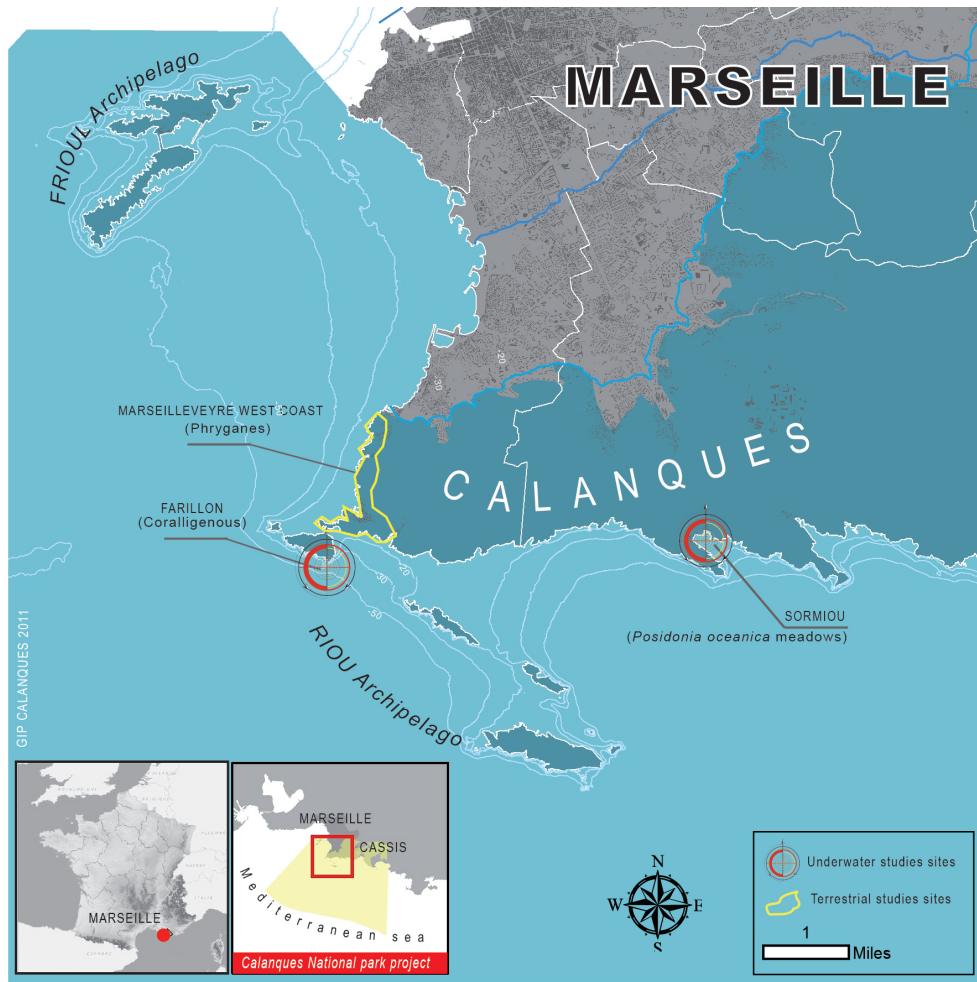 MARSEILLE
FRIOUL Archipelago
-20
-30
MARSEILLEVEYRE WEST COAST
(Phryganes)
CALANQUES
FARILLON
(Coralligenous)
-20
-30
-50
SORMIOU
(Posidonia oceanica meadows)
RIOU Archipelago
GIP CALANQUES 2011
MARSEILLE
MARSEILLE
CASSIS
Mediterranean sea
Calanques National park project
N
W
E
S
Underwater studies sites
Terrestrial studies sites
1
Miles